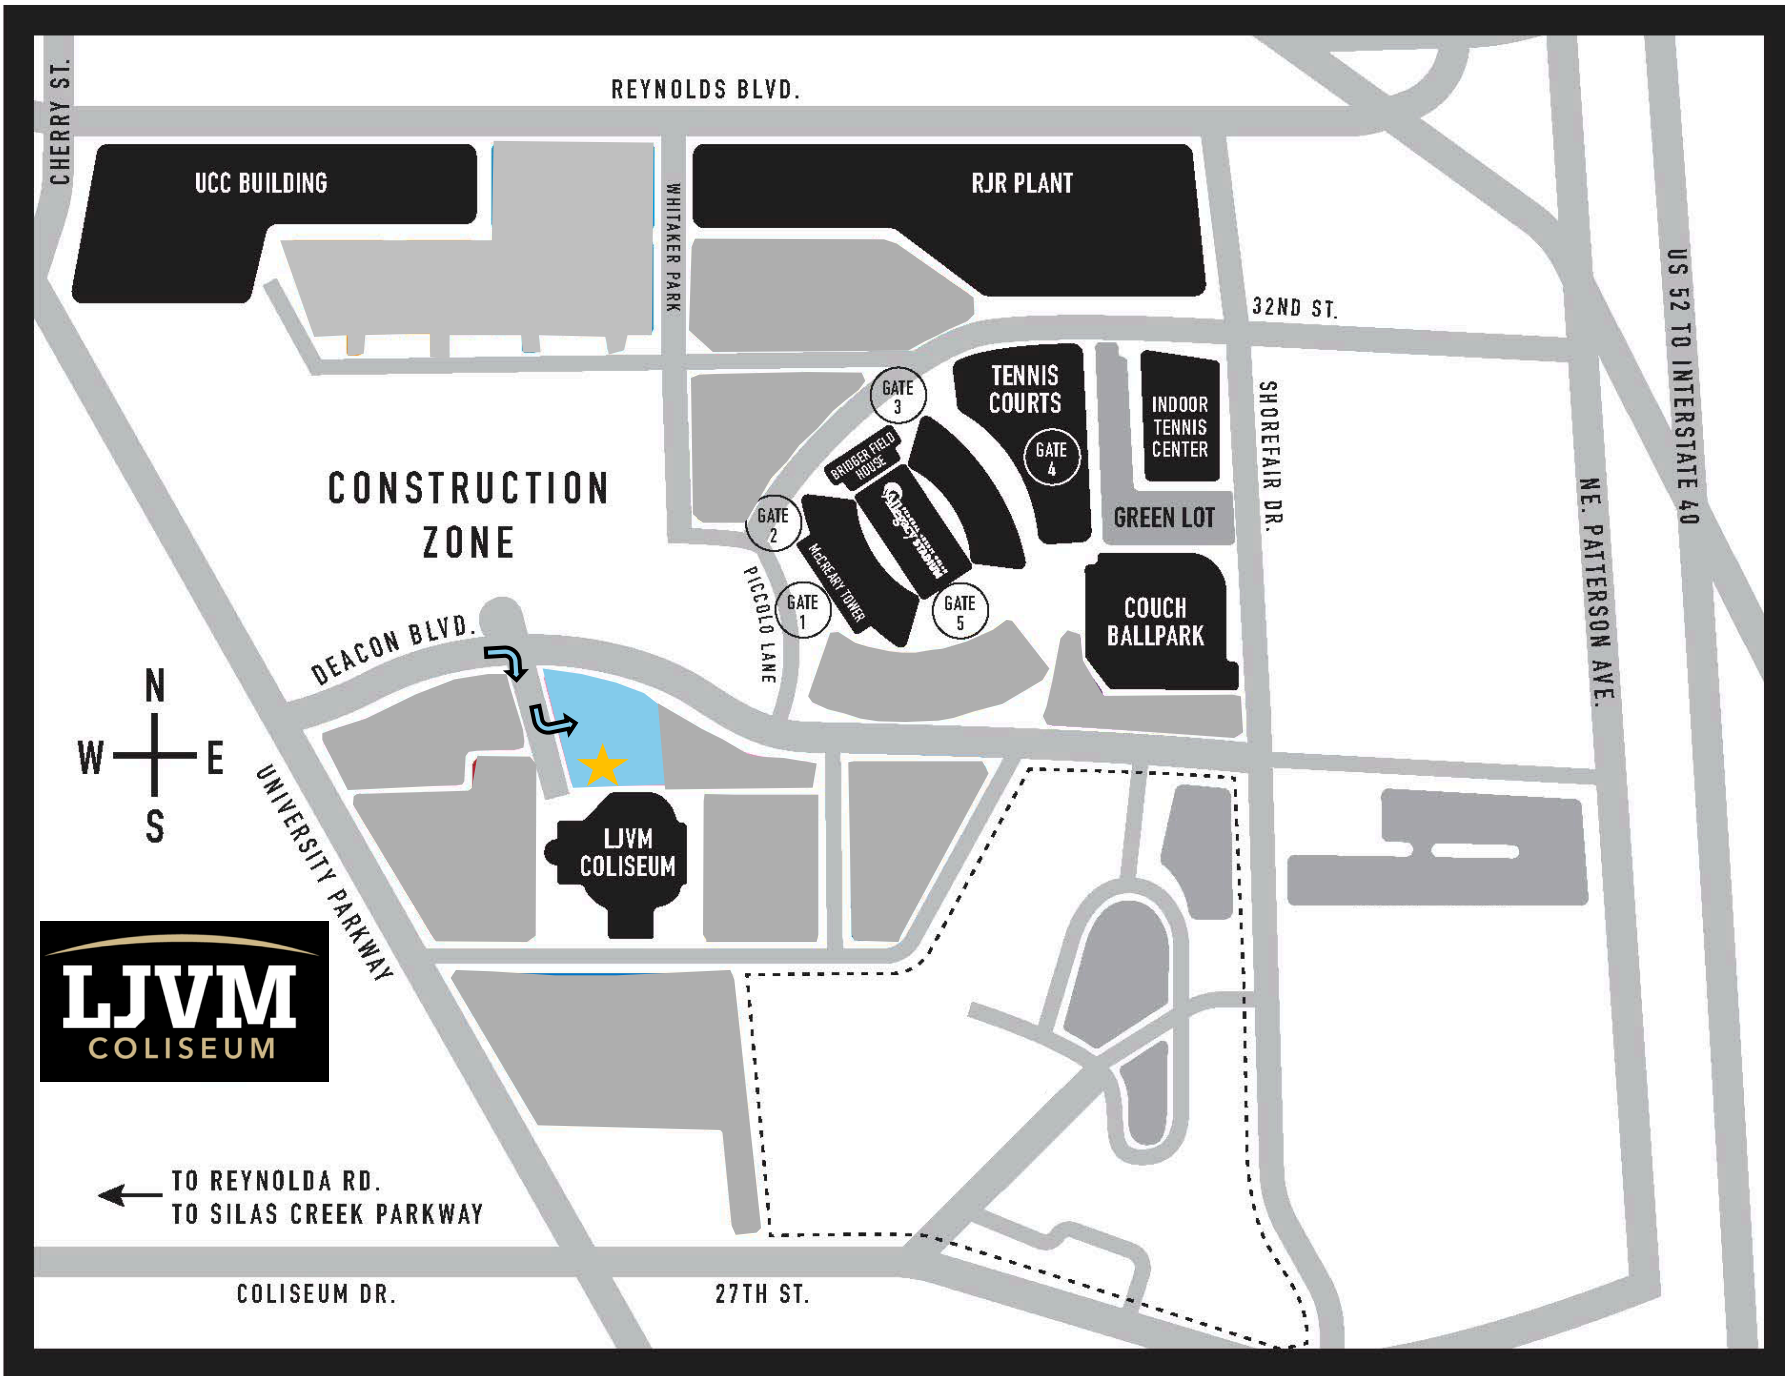 REYNOLDS BLVD.
CHERRY ST.
UCC BUILDING
RJR PLANT
WHITAKER PARK
US 52 TO INTERSTATE 40
32ND ST.
TENNIS
COURTS
GATE
3
INDOOR
TENNIS
CENTER
SHOREFAIR DR.
BRIDGER FIELD
HOUSE
GATE
4
CONSTRUCTION
ZONE
Allegacy STADIUM
GREEN LOT
NE. PATTERSON AVE.
GATE
2
McCREARY TOWER
PICCOLO LANE
GATE
1
GATE
5
COUCH
BALLPARK
DEACON BLVD.
N
W
E
S
UNIVERSITY PARKWAY
LJVM
COLISEUM
LJVM
COLISEUM
TO REYNOLDA RD.
TO SILAS CREEK PARKWAY
COLISEUM DR.
27TH ST.